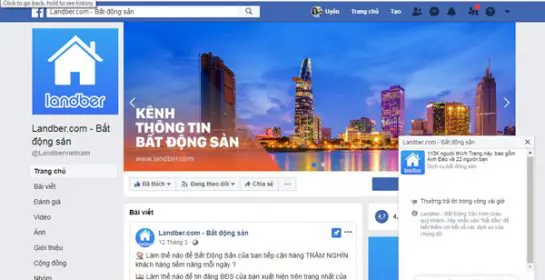 Click to go back, hold to see history
Landber.com - Bất động sản
Uyên
Trang chủ
Tạo
landber
KÊNH
THÔNG TIN
BẤT ĐỘNG SẢN
www.landber.com
Landber.com - Bất
động sản
@Landbervietnam
Trang chủ
Bài viết
Đánh giá
Video
Ảnh
Giới thiệu
Cộng đồng
Đã thích
Đang theo dõi
Chia sẻ
Bài viết
Landber.com - Bất động sản
12 Tháng 3
Làm thế nào để Bất Động Sản của bạn tiếp cận TRĂM NGHÌN
khách hàng tiềm năng mỗi ngày ?
Làm thế nào để tin đăng BĐS của bạn xuất hiện trên trang nhất của
4,7
Landber.com - Bất động sản
người thích Trang này, bao gồm
Anh Đào và 22 người bạn
Dịch vụ bất động sản
Thường trả lời trong vòng vài giờ
Landber - Bất Động Sản trân chào
quý khách. Hãy nhấn vào "bắt đầu" để
biết thêm chi tiết về các dịch vụ của
chúng tôi